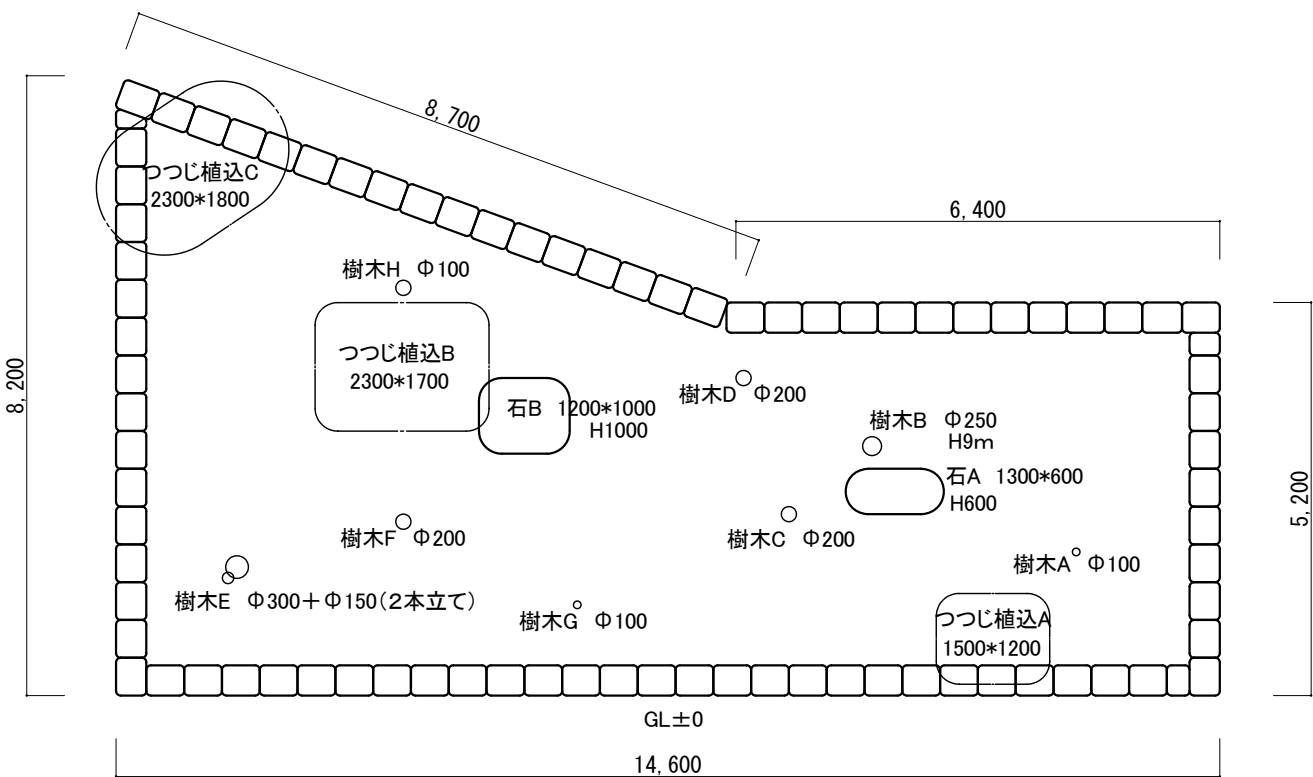 8,700
6,400
つつじ植込C
2300*1800
樹木H Φ100
つつじ植込B
2300*1700
8,200
石B 1200*1000
H1000
樹木D Φ200
樹木B Φ250
H9m
石A 1300*600
H600
5,200
樹木F Φ200
樹木C Φ200
樹木A Φ100
樹木E Φ300+Φ150(2本立て)
樹木G Φ100
つつじ植込A
1500*1200
GL±0
14,600